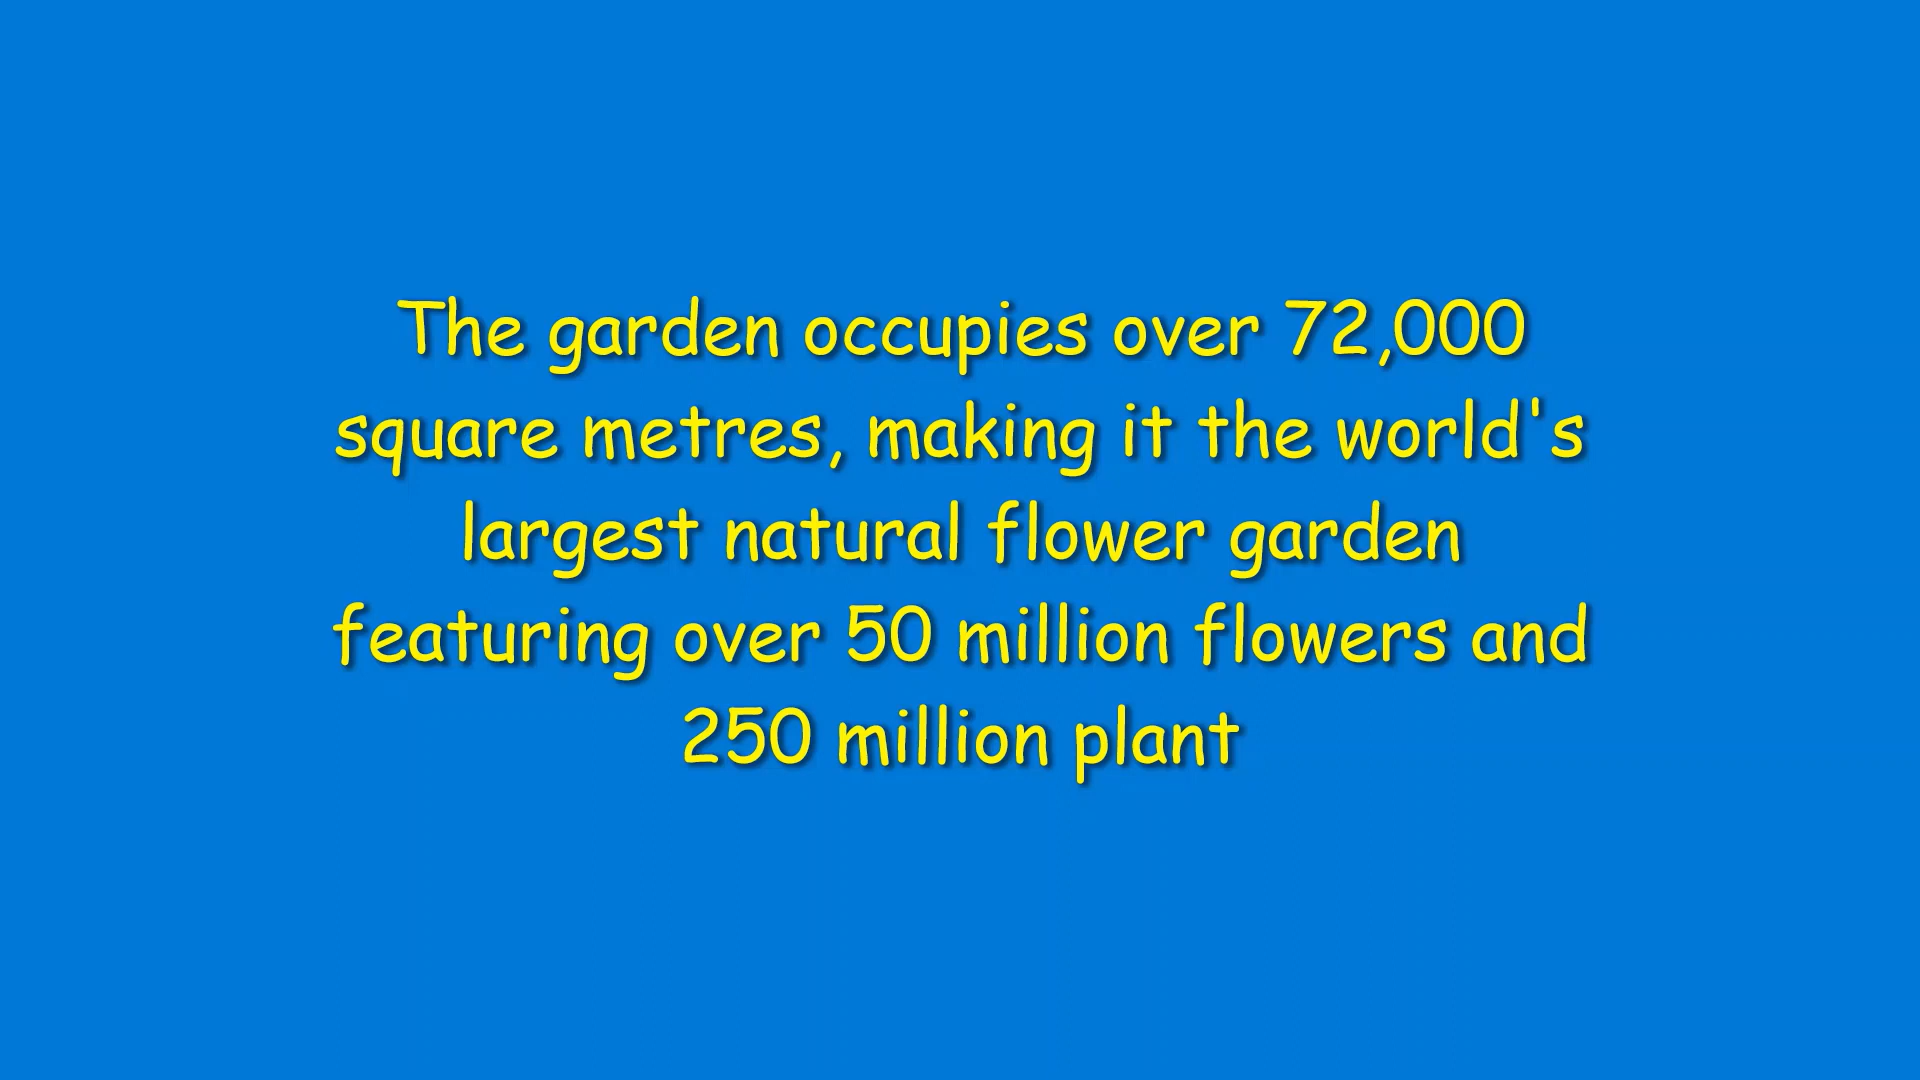 The garden occupies over 72,000
square metres, making it the world's
largest natural flower garden
featuring over 50 million flowers and
250 million plant